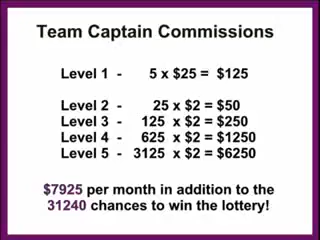 Team Captain Commissions
Level 1 - 5 x $25 = $125
Level 2 - 25 x $2 = $50
Level 3 - 125 x $2 = $250
Level 4 - 625 x $2 = $1250
Level 5 - 3125 x $2 = $6250
$7925 per month in addition to the
31240 chances to win the lottery!